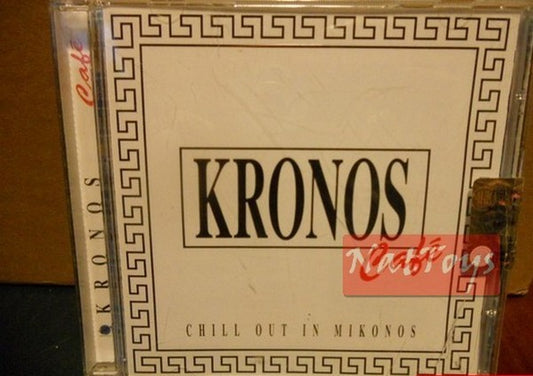 Café
KRONOS
KRONOS
Café
CHILL OUT IN MIKONOS